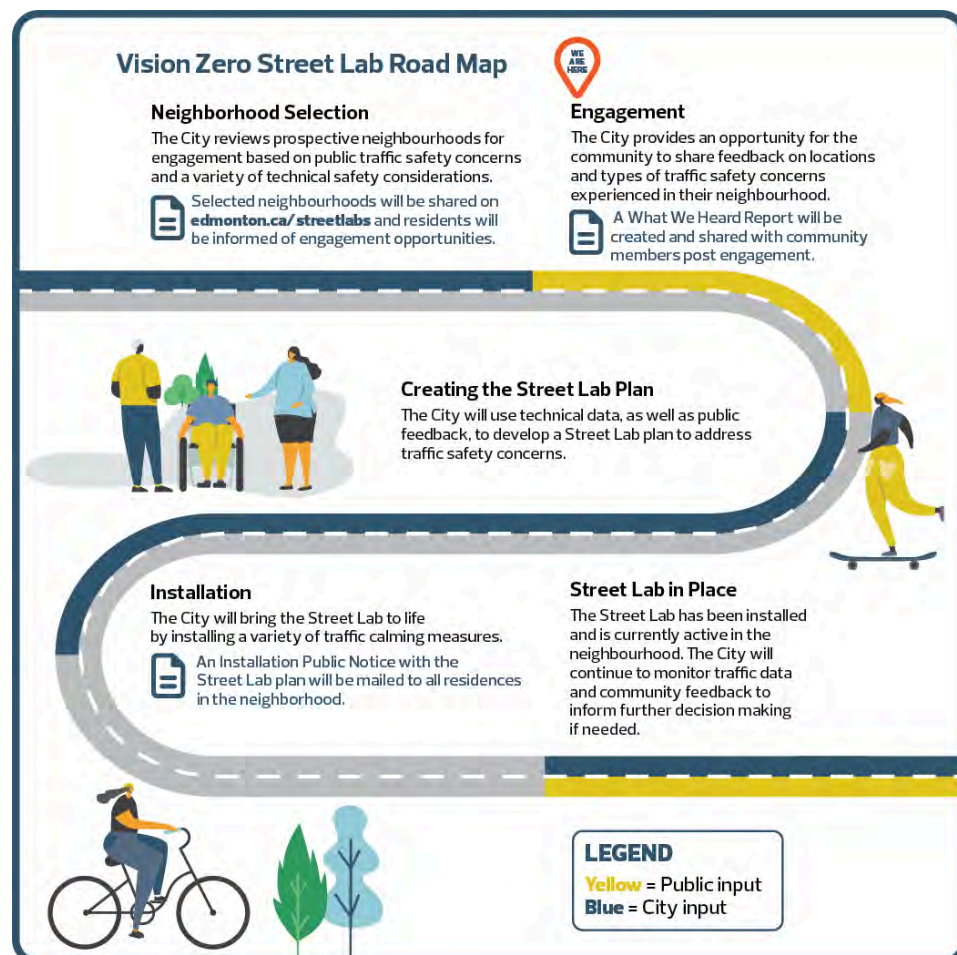 Vision Zero Street Lab Road Map
WE
ARE
HERE
Neighborhood Selection
The City reviews prospective neighbourhoods for
engagement based on public traffic safety concerns
and a variety of technical safety considerations.
Selected neighbourhoods will be shared on
edmonton.ca/streetlabs and residents will
be informed of engagement opportunities.
Engagement
The City provides an opportunity for the
community to share feedback on locations
and types of traffic safety concerns
experienced in their neighbourhood.
A What We Heard Report will be
created and shared with community
members post engagement.
Creating the Street Lab Plan
The City will use technical data, as well as public
feedback, to develop a Street Lab plan to address
traffic safety concerns.
Installation
The City will bring the Street Lab to life
by installing a variety of traffic calming measures.
An Installation Public Notice with the
Street Lab plan will be mailed to all residences
in the neighborhood.
Street Lab in Place
The Street Lab has been installed
and is currently active in the
neighbourhood. The City will
continue to monitor traffic data
and community feedback to
inform further decision making
if needed.
LEGEND
Yellow = Public input
Blue = City input